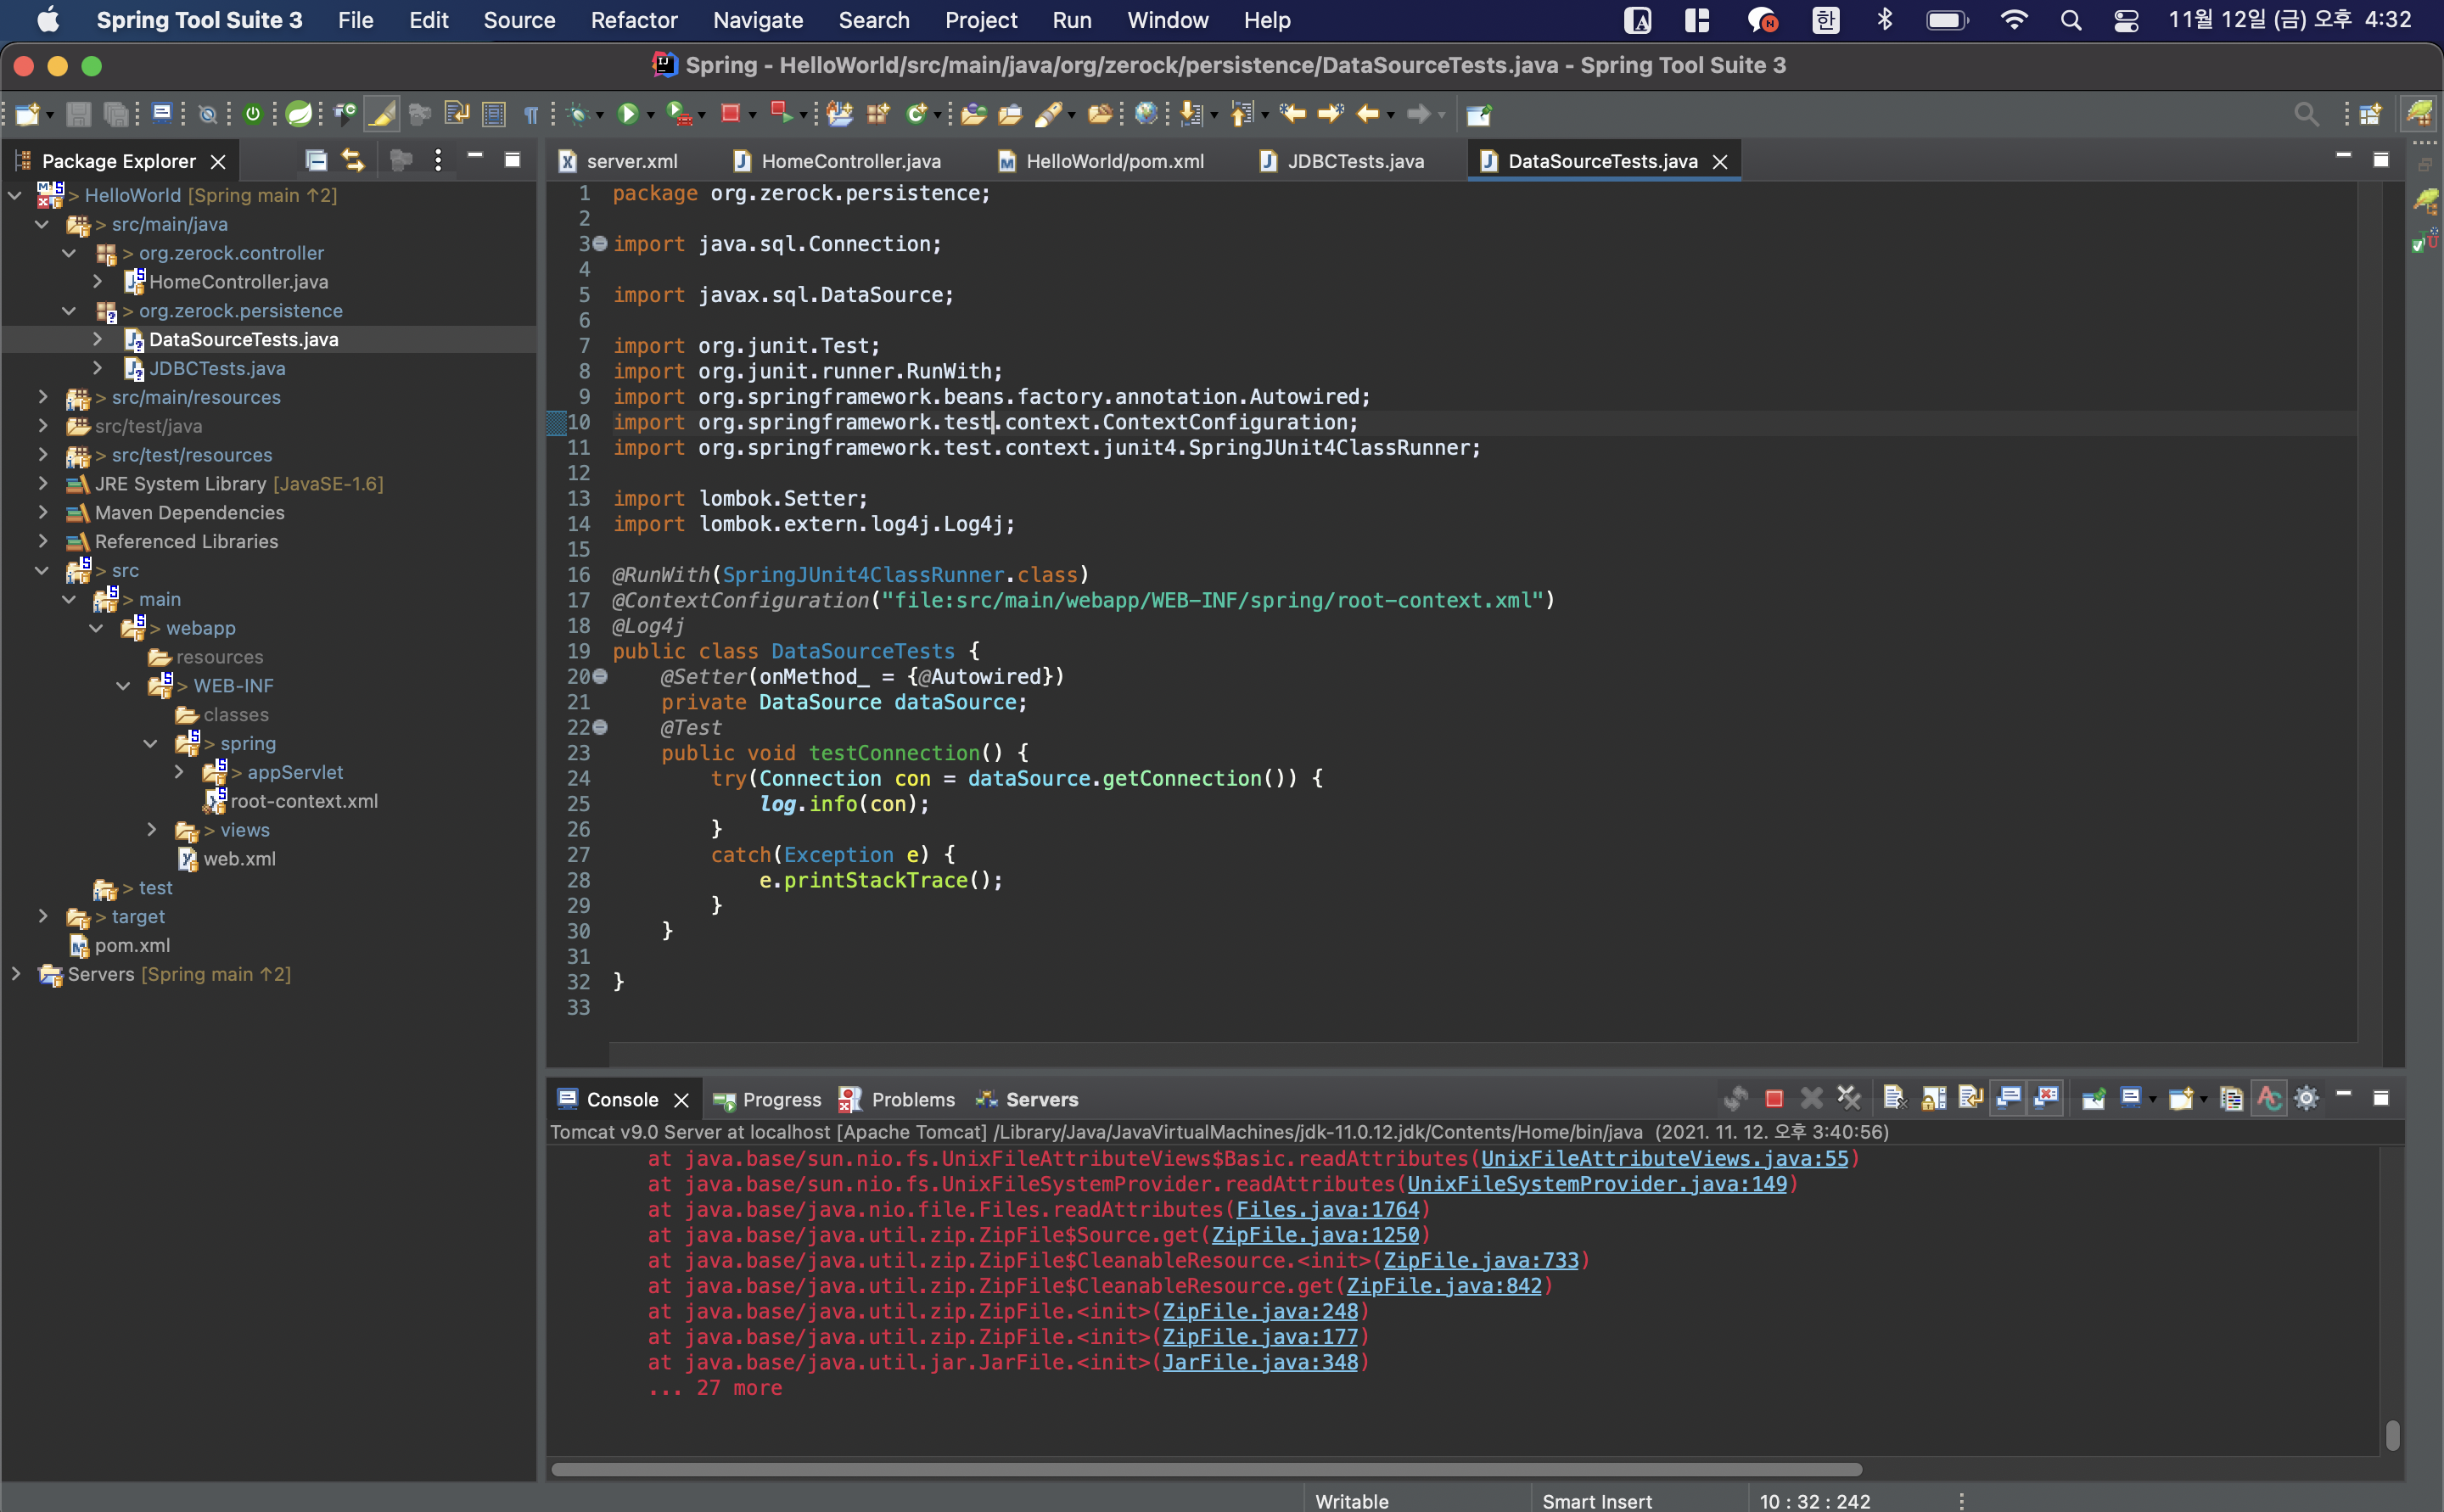 Spring Tool Suite 3 File Edit Source Refactor Navigate Search Project Run Window Help 11월 12일 (금) 오후 4:32
Spring - HelloWorld/src/main/java/org/zerock/persistence/DataSourceTests.java - Spring Tool Suite 3
Package Explorer
> HelloWorld [Spring main ↑2]
> src/main/java
> org.zerock.controller
HomeController.java
> org.zerock.persistence
DataSourceTests.java
JDBCTests.java
> src/main/resources
src/test/java
> src/test/resources
JRE System Library [JavaSE-1.6]
Maven Dependencies
Referenced Libraries
> src
> main
> webapp
resources
> WEB-INF
classes
> spring
> appServlet
root-context.xml
> views
web.xml
> test
> target
pom.xml
Servers [Spring main ↑2]
server.xml HomeController.java HelloWorld/pom.xml JDBCTests.java DataSourceTests.java
1 package org.zerock.persistence;
2
3 import java.sql.Connection;
4
5 import javax.sql.DataSource;
6
7 import org.junit.Test;
8 import org.junit.runner.RunWith;
9 import org.springframework.beans.factory.annotation.Autowired;
10 import org.springframework.test.context.ContextConfiguration;
11 import org.springframework.test.context.junit4.SpringJUnit4ClassRunner;
12
13 import lombok.Setter;
14 import lombok.extern.log4j.Log4j;
15
16 @RunWith(SpringJUnit4ClassRunner.class)
17 @ContextConfiguration("file:src/main/webapp/WEB-INF/spring/root-context.xml")
18 @Log4j
19 public class DataSourceTests {
20 @Setter(onMethod_ = {@Autowired})
21 private DataSource dataSource;
22 @Test
23 public void testConnection() {
24 try(Connection con = dataSource.getConnection()) {
25 log.info(con);
26 }
27 catch(Exception e) {
28 e.printStackTrace();
29 }
30 }
31
32 }
33
Console Progress Problems Servers
Tomcat v9.0 Server at localhost [Apache Tomcat] /Library/Java/JavaVirtualMachines/jdk-11.0.12.jdk/Contents/Home/bin/java (2021. 11. 12. 오후 3:40:56)
at java.base/sun.nio.fs.UnixFileAttributeViews$Basic.readAttributes(UnixFileAttributeViews.java:55)
at java.base/sun.nio.fs.UnixFileSystemProvider.readAttributes(UnixFileSystemProvider.java:149)
at java.base/java.nio.file.Files.readAttributes(Files.java:1764)
at java.base/java.util.zip.ZipFile$Source.get(ZipFile.java:1250)
at java.base/java.util.zip.ZipFile$CleanableResource.<init>(ZipFile.java:733)
at java.base/java.util.zip.ZipFile$CleanableResource.get(ZipFile.java:842)
at java.base/java.util.zip.ZipFile.<init>(ZipFile.java:248)
at java.base/java.util.zip.ZipFile.<init>(ZipFile.java:177)
at java.base/java.util.jar.JarFile.<init>(JarFile.java:348)
... 27 more
Writable Smart Insert 10 : 32 : 242